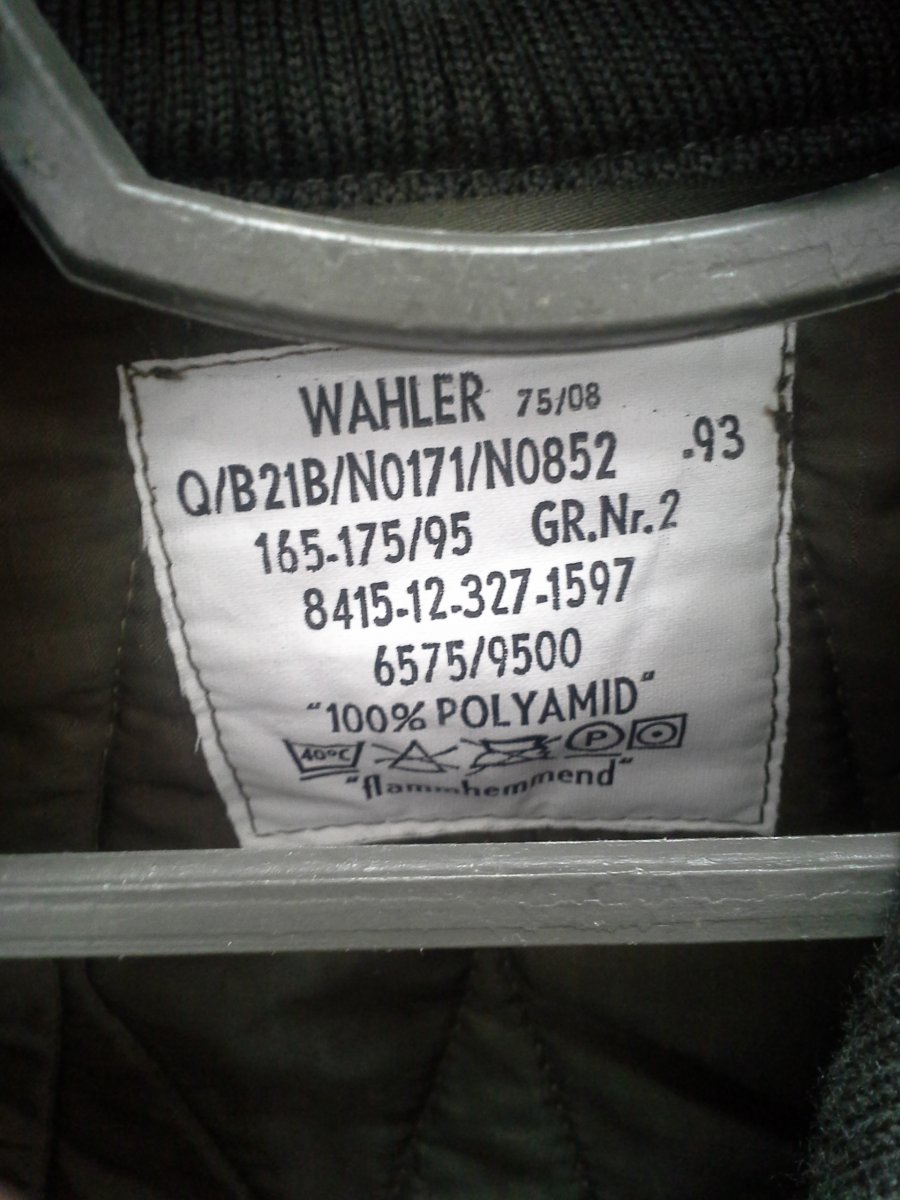 WAHLER 75/08
Q/B21B/N0171/N0852 -93
165-175/95 GR.Nr.2
8415-12-327-1597
6575/9500
"100% POLYAMID"
40°C P
"flammhemmend"